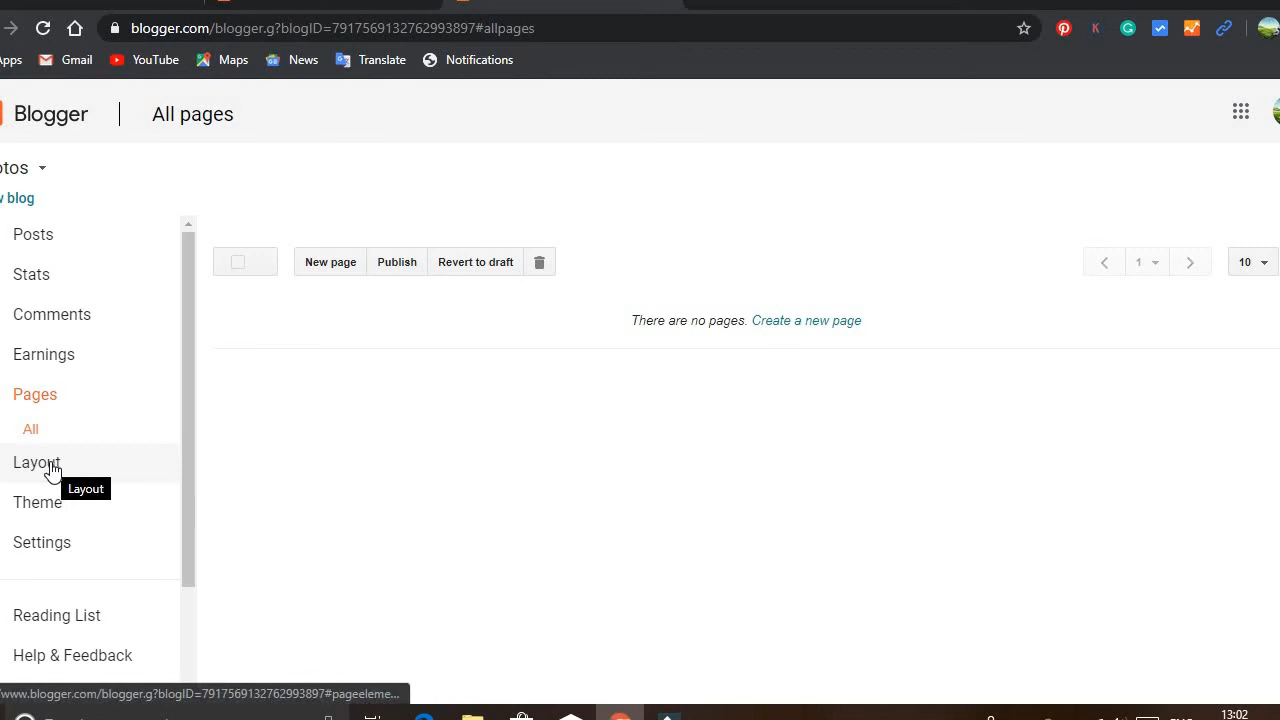 blogger.com/blogger.g?blogID=7917569132762993897#allpages
K
Apps Gmail YouTube Maps News Translate Notifications
Blogger All pages
otos
w blog
Posts
Stats
Comments
Earnings
Pages
All
Layout
Layout
Theme
Settings
Reading List
Help & Feedback
New page Publish Revert to draft
1
10
There are no pages. Create a new page
/www.blogger.com/blogger.g?blogID=7917569132762993897#pageeleme...
13:02